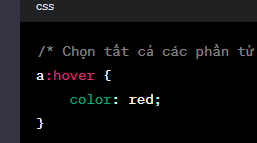 css
/* Chọn tất cả các phần tử
a:hover {
    color: red;
}